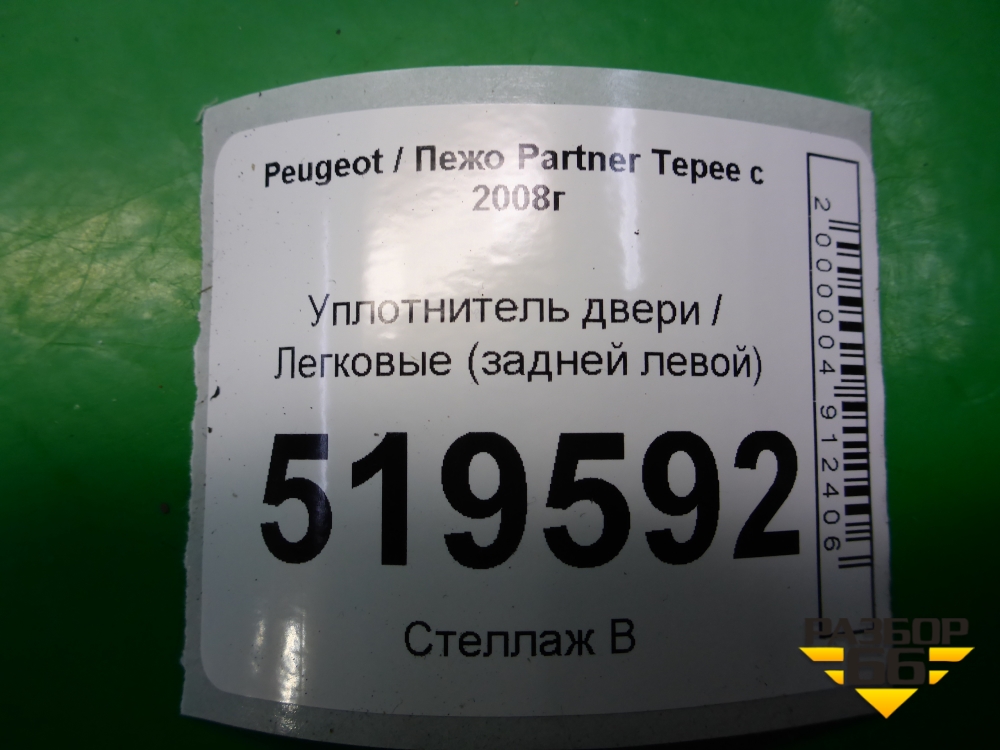 Peugeot / Пежо Partner Tepee с
2008г
Уплотнитель двери /
Легковые (задней левой)
519592
Стеллаж В
2000004912406
РАЗБОР
66